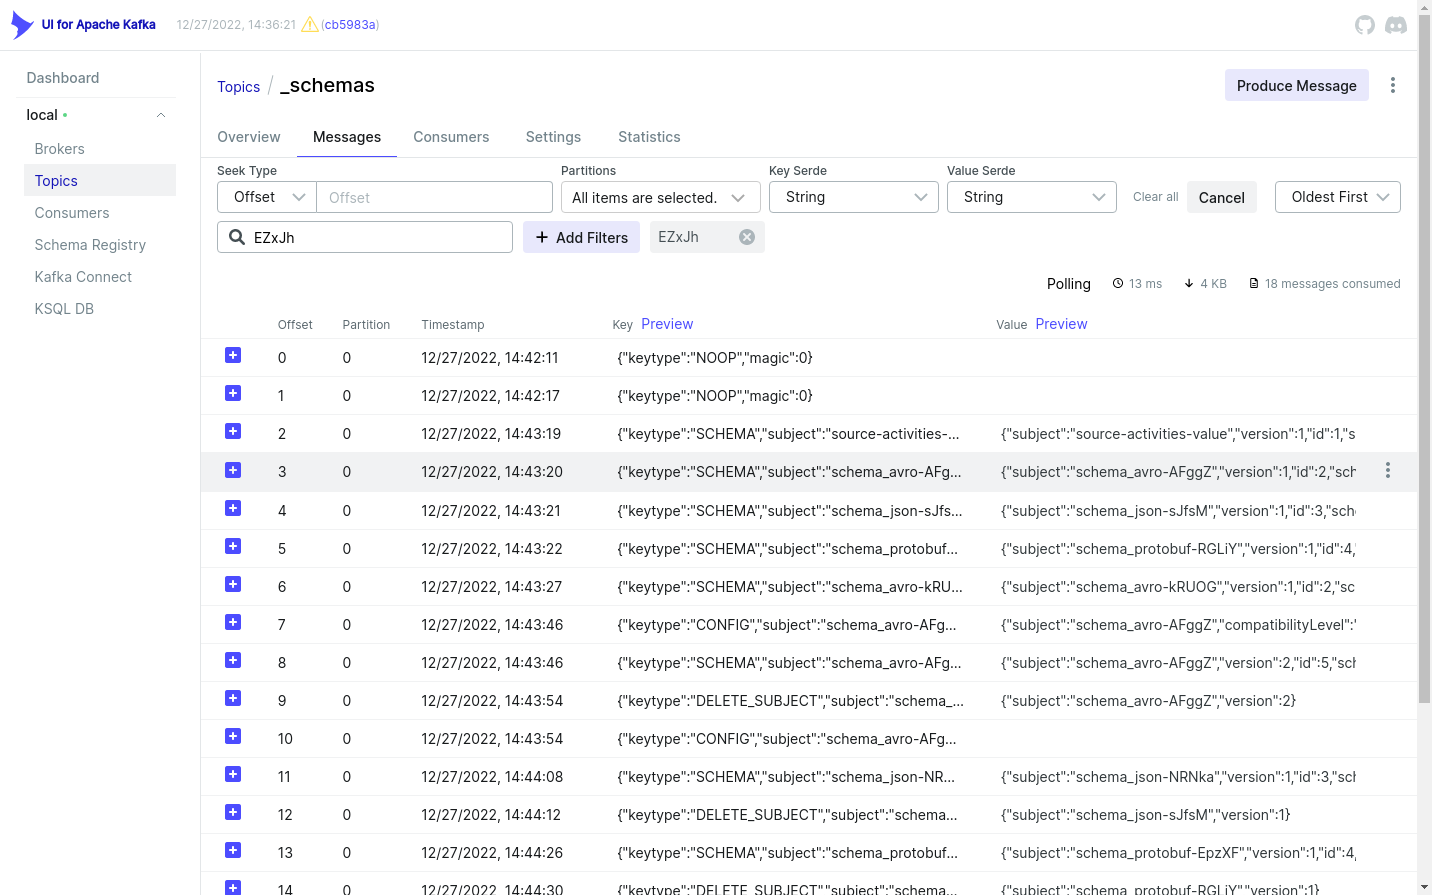 UI for Apache Kafka 12/27/2022, 14:36:21 (cb5983a)
Dashboard
local
Brokers
Topics
Consumers
Schema Registry
Kafka Connect
KSQL DB
Topics / _schemas
Produce Message
Overview Messages Consumers Settings Statistics
Seek Type Partitions Key Serde Value Serde
Offset Offset All items are selected. String String Clear all Cancel Oldest First
EZxJh Add Filters EZxJh
Polling 13 ms 4 KB 18 messages consumed
Offset Partition Timestamp Key Preview Value Preview
0 0 12/27/2022, 14:42:11 {"keytype":"NOOP","magic":0}
1 0 12/27/2022, 14:42:17 {"keytype":"NOOP","magic":0}
2 0 12/27/2022, 14:43:19 {"keytype":"SCHEMA","subject":"source-activities-... {"subject":"source-activities-value","version":1,"id":1,"s
3 0 12/27/2022, 14:43:20 {"keytype":"SCHEMA","subject":"schema_avro-AFgg... {"subject":"schema_avro-AFggZ","version":1,"id":2,"sch
4 0 12/27/2022, 14:43:21 {"keytype":"SCHEMA","subject":"schema_json-sJfs... {"subject":"schema_json-sJfsM","version":1,"id":3,"sch
5 0 12/27/2022, 14:43:22 {"keytype":"SCHEMA","subject":"schema_protobuf... {"subject":"schema_protobuf-RGLiY","version":1,"id":4,
6 0 12/27/2022, 14:43:27 {"keytype":"SCHEMA","subject":"schema_avro-kRU... {"subject":"schema_avro-kRUOG","version":1,"id":2,"sc
7 0 12/27/2022, 14:43:46 {"keytype":"CONFIG","subject":"schema_avro-AFg... {"subject":"schema_avro-AFggZ","compatibilityLevel":"
8 0 12/27/2022, 14:43:46 {"keytype":"SCHEMA","subject":"schema_avro-AFg... {"subject":"schema_avro-AFggZ","version":2,"id":5,"sch
9 0 12/27/2022, 14:43:54 {"keytype":"DELETE_SUBJECT","subject":"schema_... {"subject":"schema_avro-AFggZ","version":2}
10 0 12/27/2022, 14:43:54 {"keytype":"CONFIG","subject":"schema_avro-AFg...
11 0 12/27/2022, 14:44:08 {"keytype":"SCHEMA","subject":"schema_json-NR... {"subject":"schema_json-NRNka","version":1,"id":3,"sch
12 0 12/27/2022, 14:44:12 {"keytype":"DELETE_SUBJECT","subject":"schema... {"subject":"schema_json-sJfsM","version":1}
13 0 12/27/2022, 14:44:26 {"keytype":"SCHEMA","subject":"schema_protobuf... {"subject":"schema_protobuf-EpzXF","version":1,"id":4,
14 0 12/27/2022, 14:44:30 {"keytype":"DELETE_SUBJECT","subject":"schema... {"subject":"schema_protobuf-RGLiY","version":1}